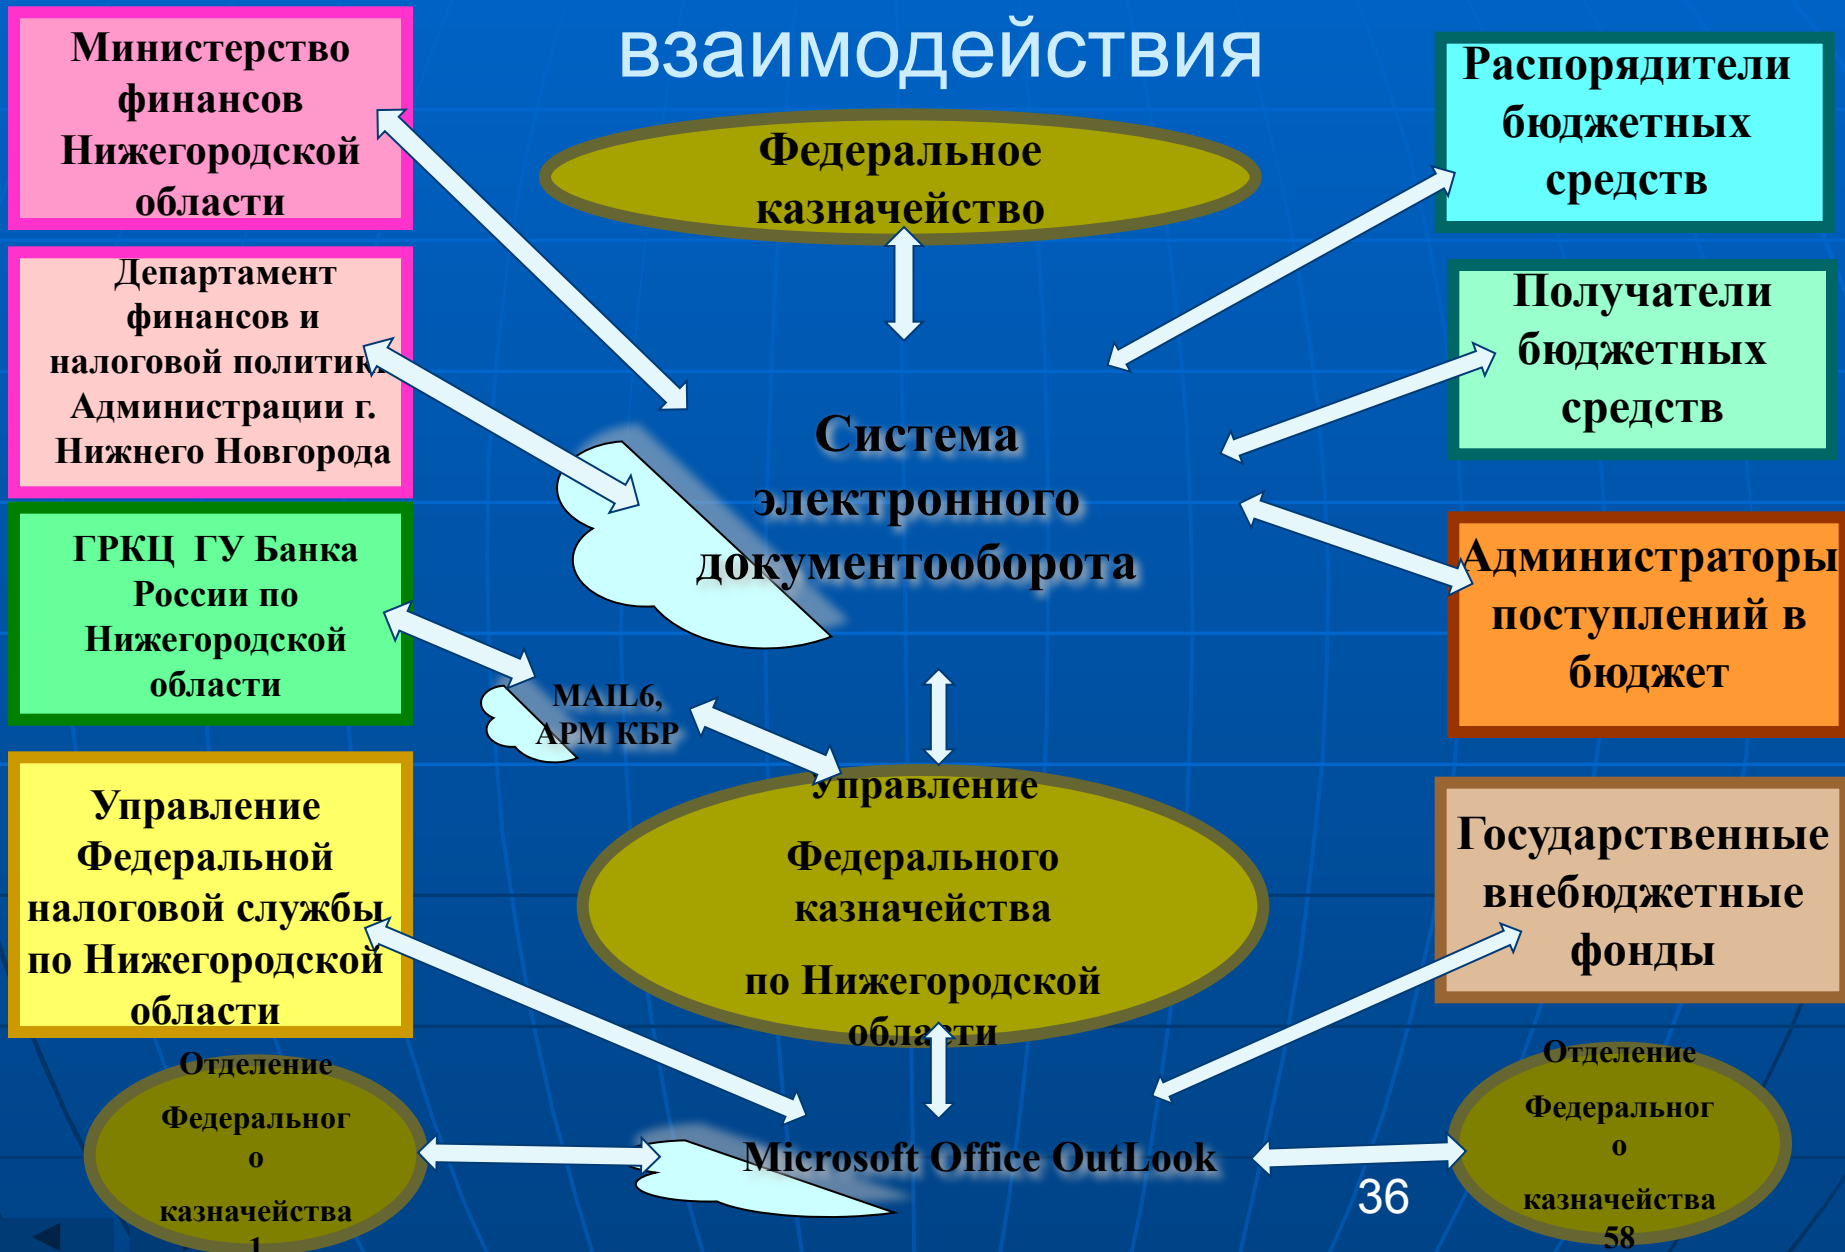 взаимодействия
Министерство
финансов
Нижегородской
области
Федеральное
казначейство
Распорядители
бюджетных
средств
Департамент
финансов и
налоговой политики
Администрации г.
Нижнего Новгорода
Получатели
бюджетных
средств
Система
электронного
документооборота
ГРКЦ ГУ Банка
России по
Нижегородской
области
Администраторы
поступлений в
бюджет
MAIL6,
АРМ КБР
Управление
Федеральной
налоговой службы
по Нижегородской
области
Управление
Федерального
казначейства
по Нижегородской
области
Государственные
внебюджетные
фонды
Отделение
Федеральног
о
казначейства
1
Microsoft Office OutLook
Отделение
Федеральног
о
казначейства
58
36